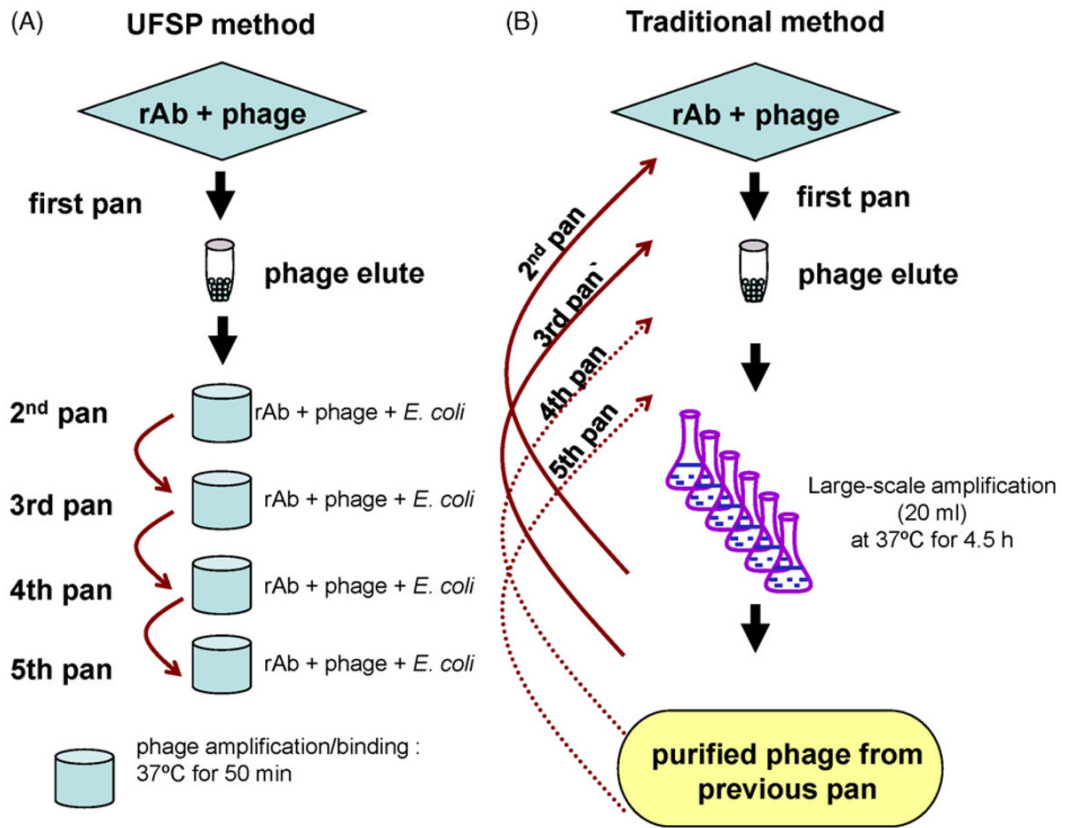 (A)
UFSP method
rAb + phage
first pan
phage elute
2nd pan
rAb + phage + E. coli
3rd pan
rAb + phage + E. coli
4th pan
rAb + phage + E. coli
5th pan
rAb + phage + E. coli
phage amplification/binding :
37ºC for 50 min
(B)
Traditional method
rAb + phage
first pan
phage elute
2nd pan
3rd pan`
4th pan
5th pan
Large-scale amplification
(20 ml)
at 37ºC for 4.5 h
purified phage from
previous pan